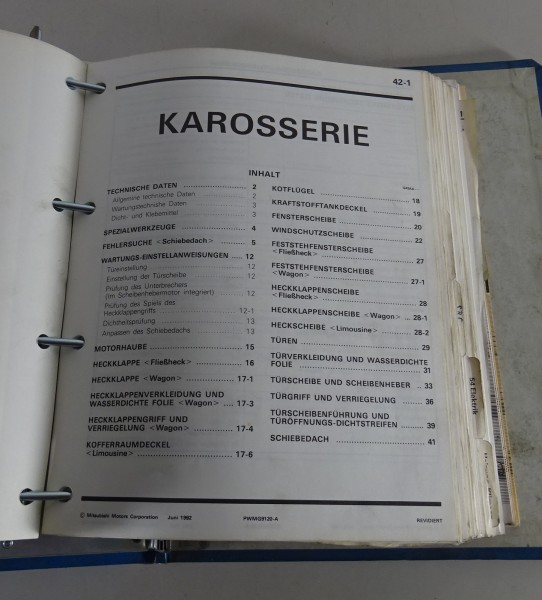 42-1
KAROSSERIE
INHALT
TECHNISCHE DATEN ........................ 2
Allgemeine technische Daten ................ 2
Wartungstechnische Daten ................ 3
Dicht- und Klebemittel ................ 3
SPEZIALWERKZEUGE ........................ 4
FEHLERSUCHE <Schiebedach> ............ 5
WARTUNGS-EINSTELLANWEISUNGEN .... 12
Türeinstellung ................ 12
Einstellung der Türscheibe ................ 12
Prüfung des Unterbrechers
(im Scheibenhebermotor integriert) ........ 12
Prüfung des Spiels des
Heckklappengriffs ................ 12-1
Dichtheitsprüfung ................ 13
Anpassen des Schiebedachs ................ 13
MOTORHAUBE ........................ 15
HECKKLAPPE <Fließheck> ................ 16
HECKKLAPPE <Wagon> ................ 17-1
HECKKLAPPENVERKLEIDUNG UND
WASSERDICHTE FOLIE <Wagon> .... 17-3
HECKKLAPPENGRIFF UND
VERRIEGELUNG <Wagon> ................ 17-4
KOFFERRAUMDECKEL
<Limousine> ........................ 17-6
KOTFLÜGEL ........................ 18
KRAFTSTOFFTANKDECKEL ................ 19
FENSTERSCHEIBE ........................ 20
WINDSCHUTZSCHEIBE ................ 22
FESTSTEHFENSTERSCHEIBE
<Fließheck> ........................ 27
FESTSTEHFENSTERSCHEIBE
<Wagon> ........................ 27-1
HECKKLAPPENSCHEIBE
<Fließheck> ........................ 28
HECKKLAPPENSCHEIBE <Wagon> .... 28-1
HECKSCHEIBE <Limousine> ............ 28-2
TÜREN ........................ 29
TÜRVERKLEIDUNG UND WASSERDICHTE
FOLIE ........................ 31
TÜRSCHEIBE UND SCHEIBENHEBER ... 33
TÜRGRIFF UND VERRIEGELUNG ........ 36
TÜRSCHEIBENFÜHRUNG UND
TÜRÖFFNUNGS-DICHTSTREIFEN ........ 39
SCHIEBEDACH ........................ 41
© Mitsubishi Motors Corporation Juni 1992 PWMG9120-A REVIDIERT